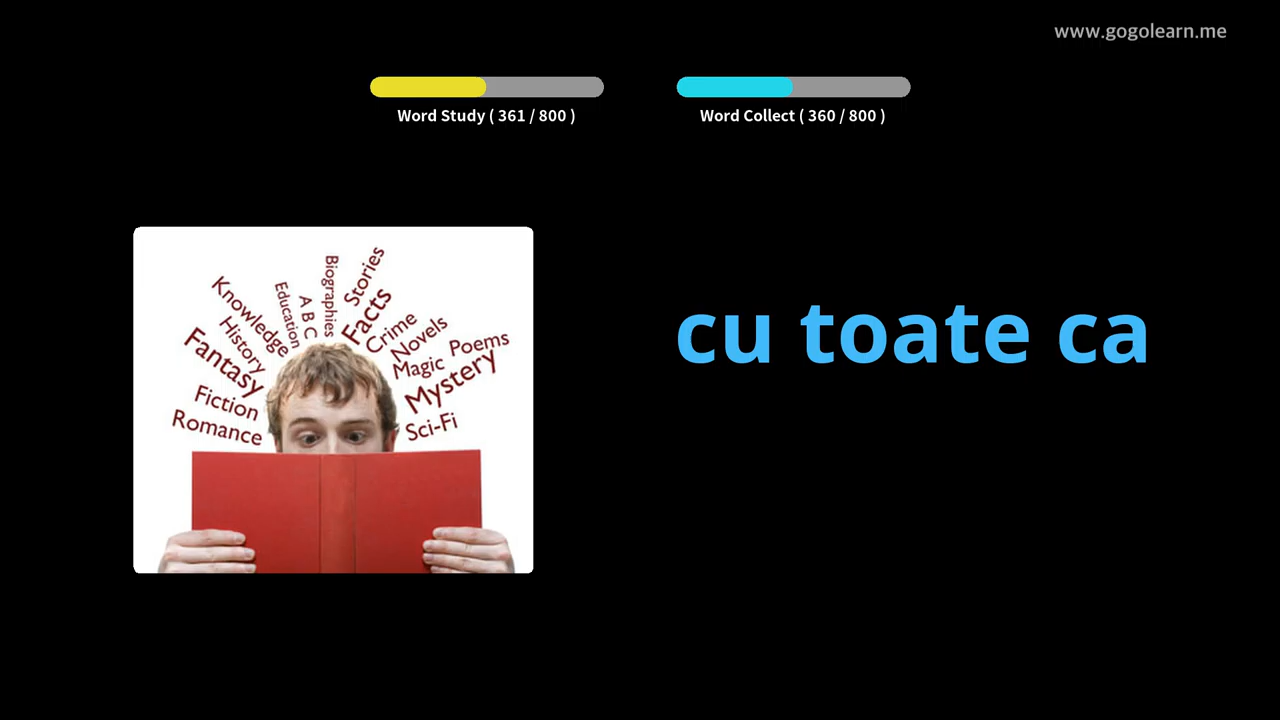 www.gogolearn.me
Word Study ( 361 / 800 )
Word Collect ( 360 / 800 )
cu toate ca
Stories
Biographies
Facts
Education
A B C
Knowledge
History
Crime
Novels
Poems
Fantasy
Magic
Mystery
Fiction
Romance
Sci-Fi